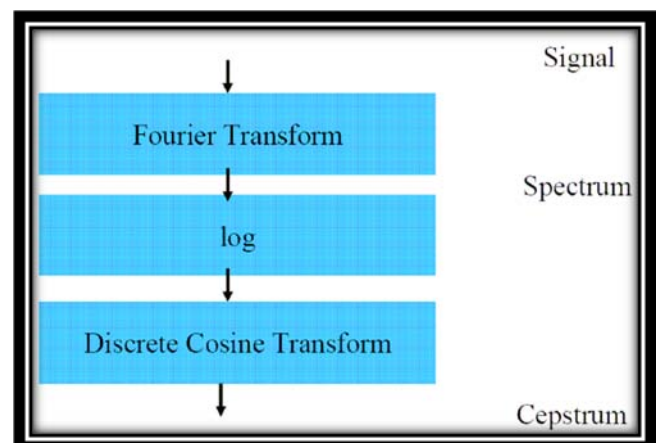 Signal
Fourier Transform
Spectrum
log
Discrete Cosine Transform
Cepstrum